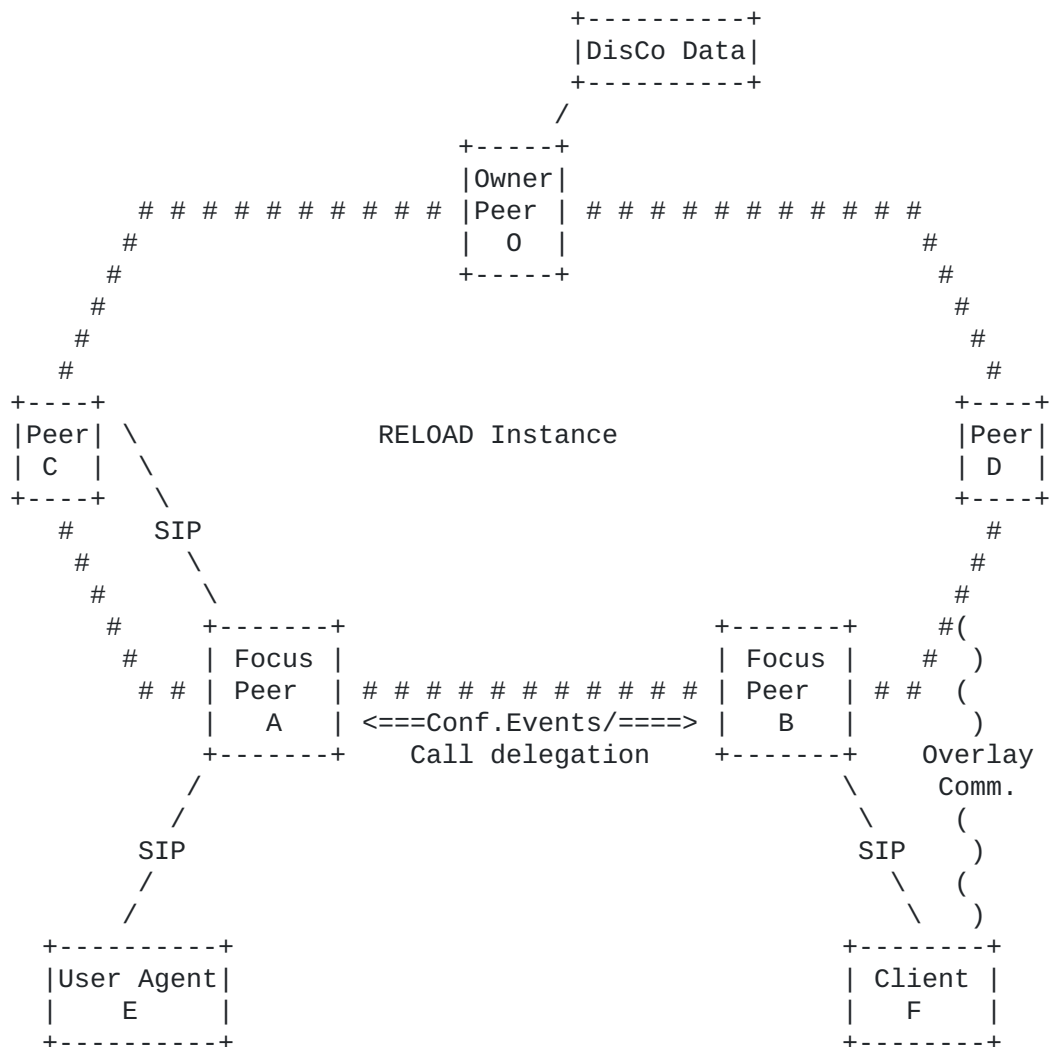 DisCo Data
Owner
Peer
O
Peer
C
RELOAD Instance
Peer
D
SIP
Focus
Peer
A
Focus
Peer
B
<===Conf.Events/====>
Call delegation
Overlay
Comm.
SIP
SIP
User Agent
E
Client
F